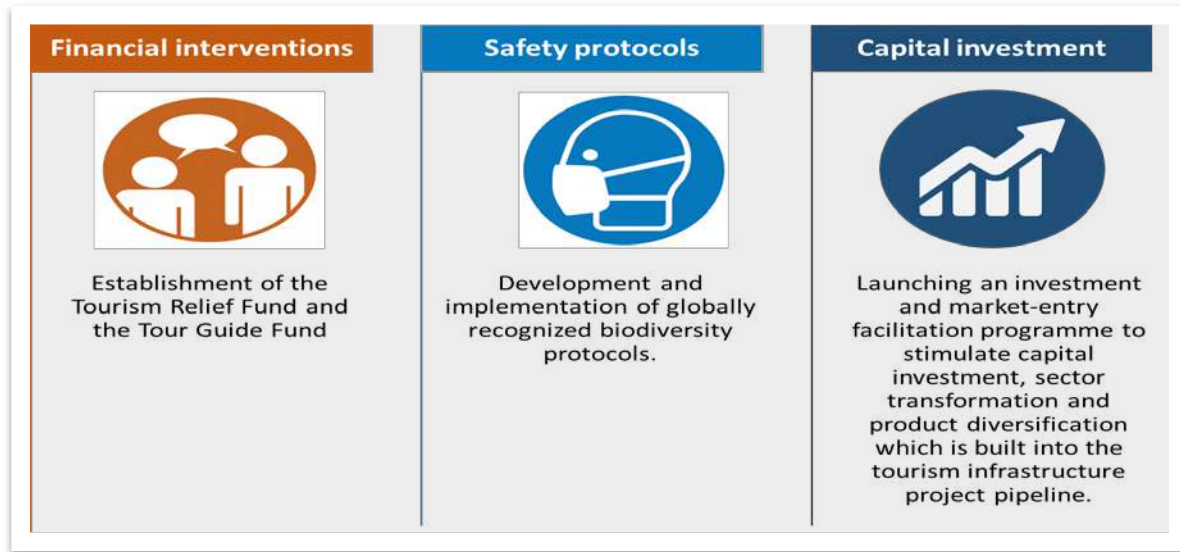 Financial interventions
Establishment of the
Tourism Relief Fund and
the Tour Guide Fund
Safety protocols
Development and
implementation of globally
recognized biodiversity
protocols.
Capital investment
Launching an investment
and market-entry
facilitation programme to
stimulate capital
investment, sector
transformation and
product diversification
which is built into the
tourism infrastructure
project pipeline.